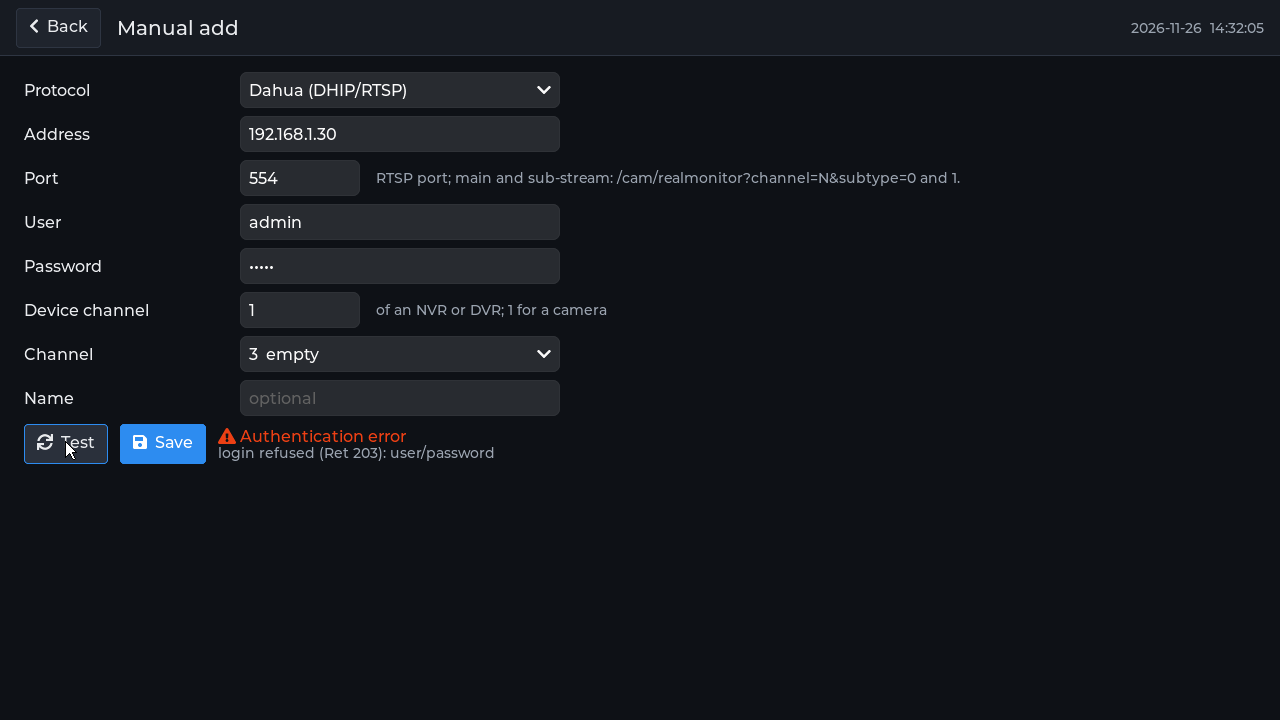 Back
Manual add
2026-11-26 14:32:05
Protocol
Dahua (DHIP/RTSP)
Address
192.168.1.30
Port
554
RTSP port; main and sub-stream: /cam/realmonitor?channel=N&subtype=0 and 1.
User
admin
Password
•••••
Device channel
1
of an NVR or DVR; 1 for a camera
Channel
3 empty
Name
optional
Test
Save
Authentication error
login refused (Ret 203): user/password